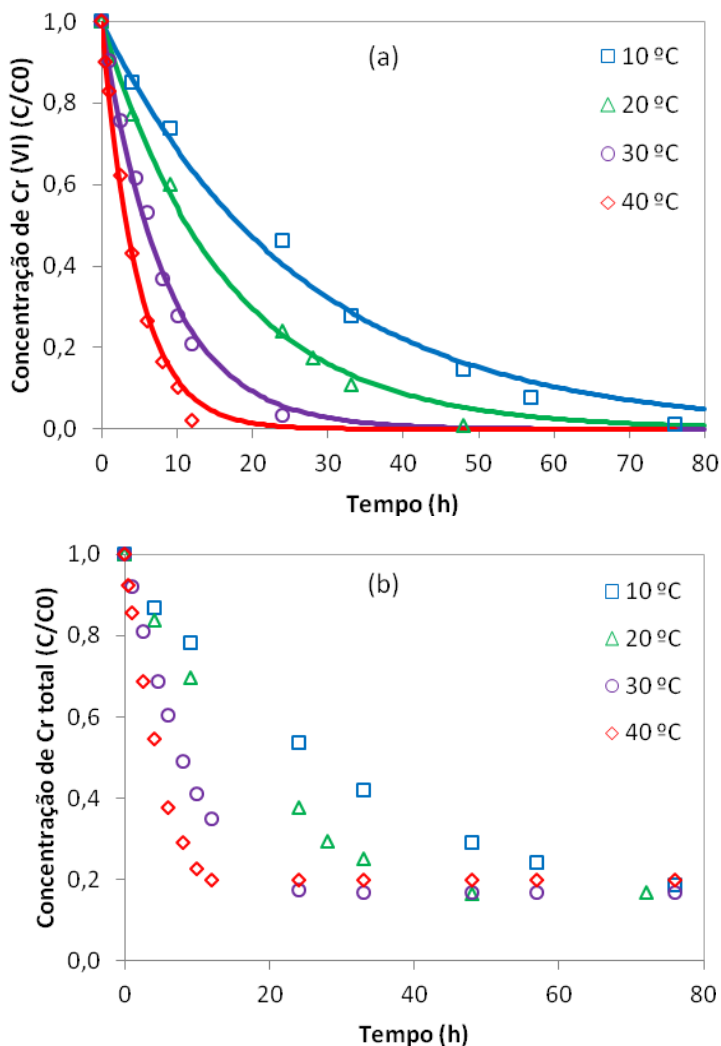 (a)
Concentração de Cr (VI) (C/C0)
1,0
0,8
0,6
0,4
0,2
0,0
0 10 20 30 40 50 60 70 80
Tempo (h)
10 ºC
20 ºC
30 ºC
40 ºC
(b)
Concentração de Cr total (C/C0)
1,0
0,8
0,6
0,4
0,2
0,0
0 20 40 60 80
Tempo (h)
10 ºC
20 ºC
30 ºC
40 ºC